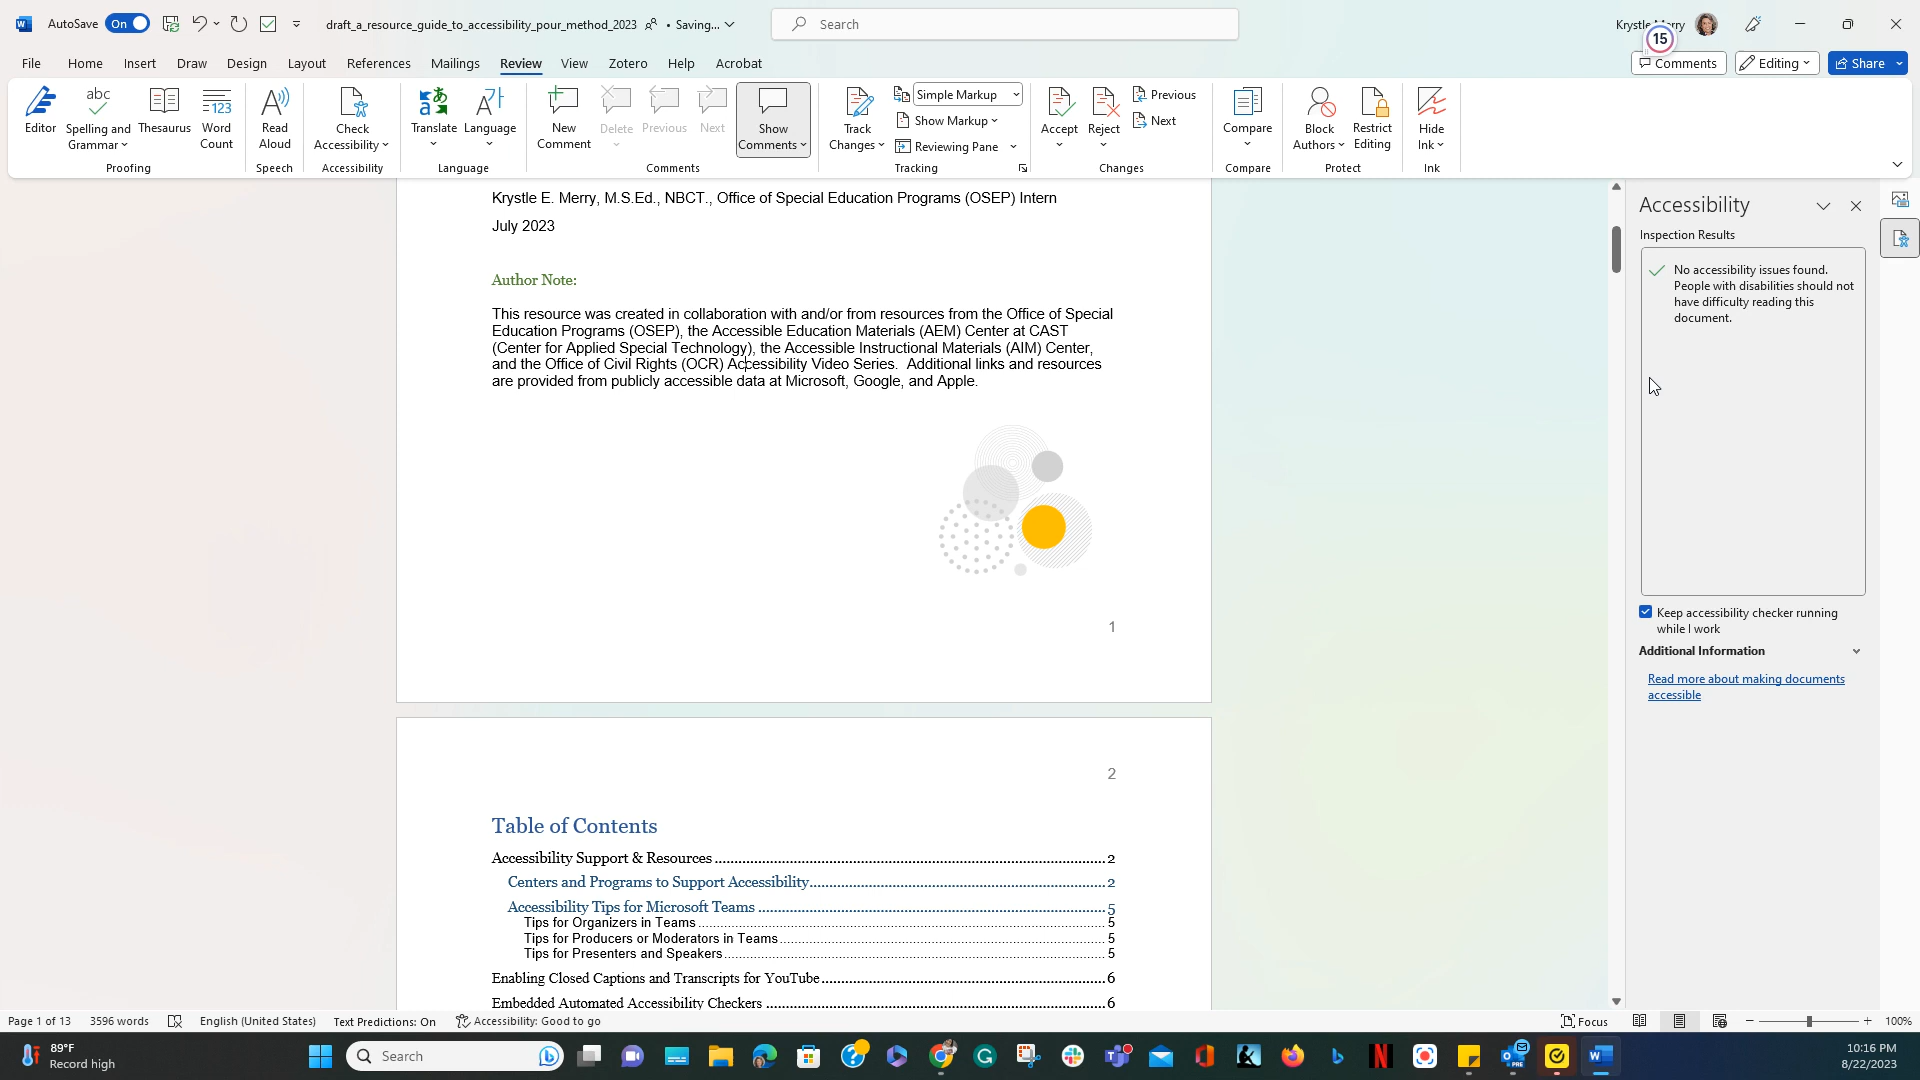 AutoSave On draft_a_resource_guide_to_accessibility_pour_method_2023 • Saving... Search Krystle Merry
15
File Home Insert Draw Design Layout References Mailings Review View Zotero Help Acrobat Comments Editing Share
Editor
abc
Spelling and Grammar
Thesaurus
123
Word Count
Proofing
Read Aloud
Speech
Check Accessibility
Accessibility
Translate
Language
Language
New Comment
Delete
Previous
Next
Show Comments
Comments
Track Changes
Simple Markup
Show Markup
Reviewing Pane
Tracking
Accept
Reject
Previous
Next
Changes
Compare
Compare
Block Authors
Restrict Editing
Protect
Hide Ink
Ink
Krystle E. Merry, M.S.Ed., NBCT., Office of Special Education Programs (OSEP) Intern
July 2023
Author Note:
This resource was created in collaboration with and/or from resources from the Office of Special
Education Programs (OSEP), the Accessible Education Materials (AEM) Center at CAST
(Center for Applied Special Technology), the Accessible Instructional Materials (AIM) Center,
and the Office of Civil Rights (OCR) Accessibility Video Series.  Additional links and resources
are provided from publicly accessible data at Microsoft, Google, and Apple.
1
2
Table of Contents
Accessibility Support & Resources 2
Centers and Programs to Support Accessibility 2
Accessibility Tips for Microsoft Teams 5
Tips for Organizers in Teams 5
Tips for Producers or Moderators in Teams 5
Tips for Presenters and Speakers 5
Enabling Closed Captions and Transcripts for YouTube 6
Embedded Automated Accessibility Checkers 6
Accessibility
Inspection Results
No accessibility issues found.
People with disabilities should not
have difficulty reading this
document.
Keep accessibility checker running
while I work
Additional Information
Read more about making documents
accessible
Page 1 of 13 3596 words English (United States) Text Predictions: On Accessibility: Good to go Focus 100%
89°F
Record high
Search
10:16 PM
8/22/2023